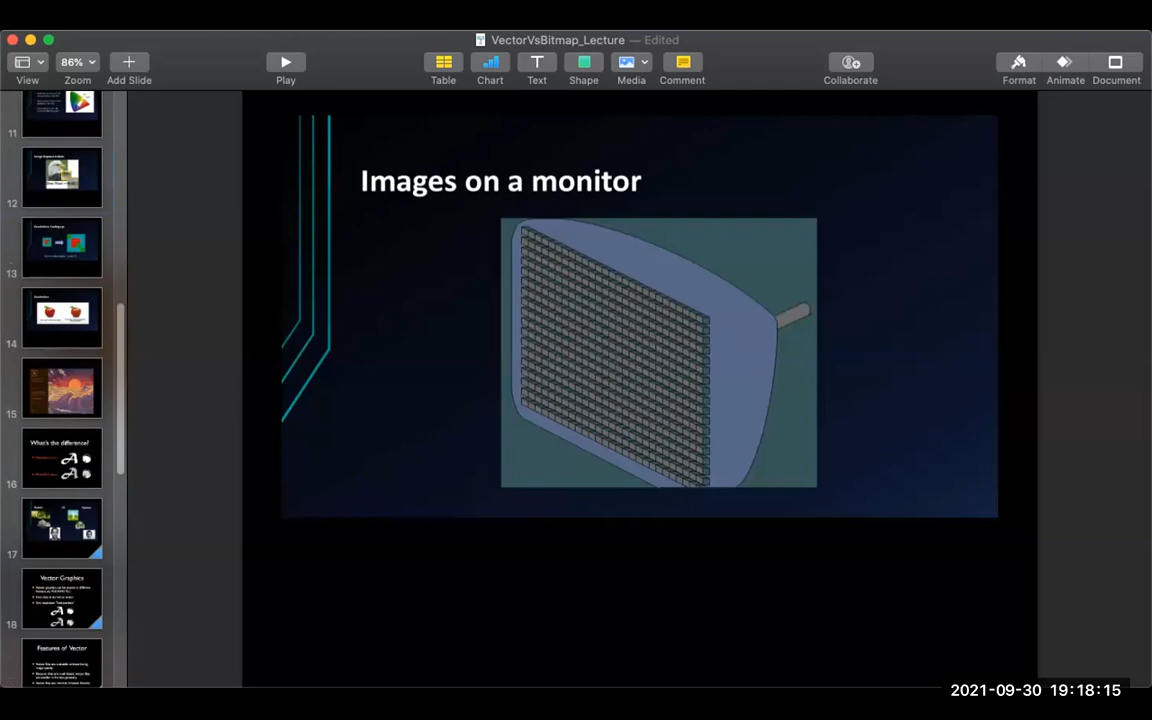 VectorVsBitmap_Lecture — Edited
86%
View Zoom Add Slide Play Table Chart Text Shape Media Comment Collaborate Format Animate Document
11
12
13
14
15
16
What's the difference?
17
18
Vector Graphics
Features of Vector
Images on a monitor
2021-09-30 19:18:15